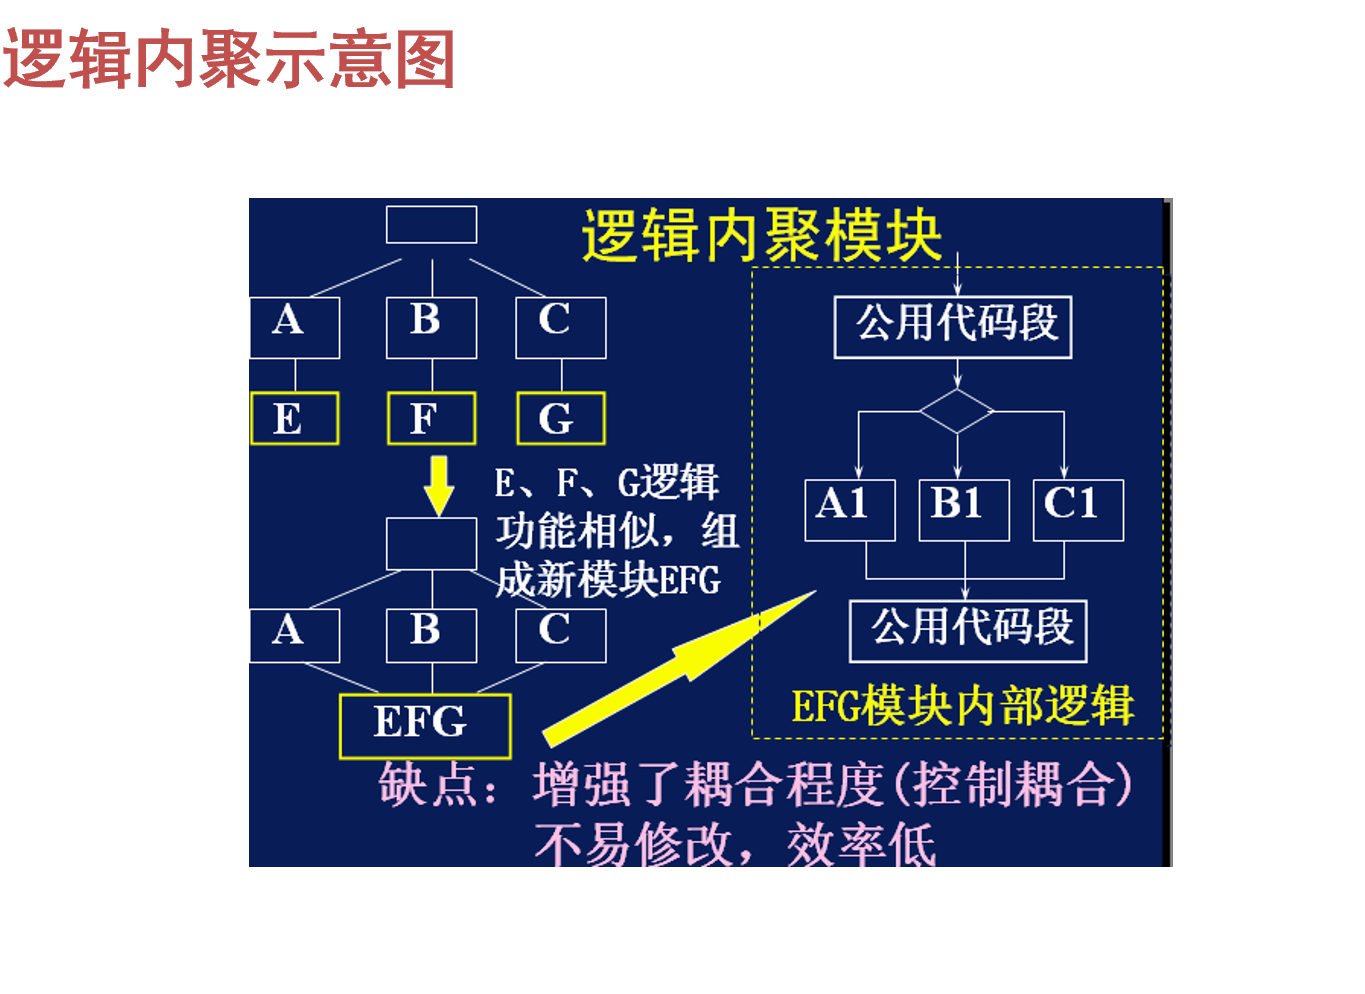 逻辑内聚示意图
逻辑内聚模块
A
B
C
E
F
G
E、F、G逻辑
功能相似，组
成新模块EFG
A
B
C
EFG
公用代码段
A1
B1
C1
公用代码段
EFG模块内部逻辑
缺点：增强了耦合程度(控制耦合)
不易修改，效率低